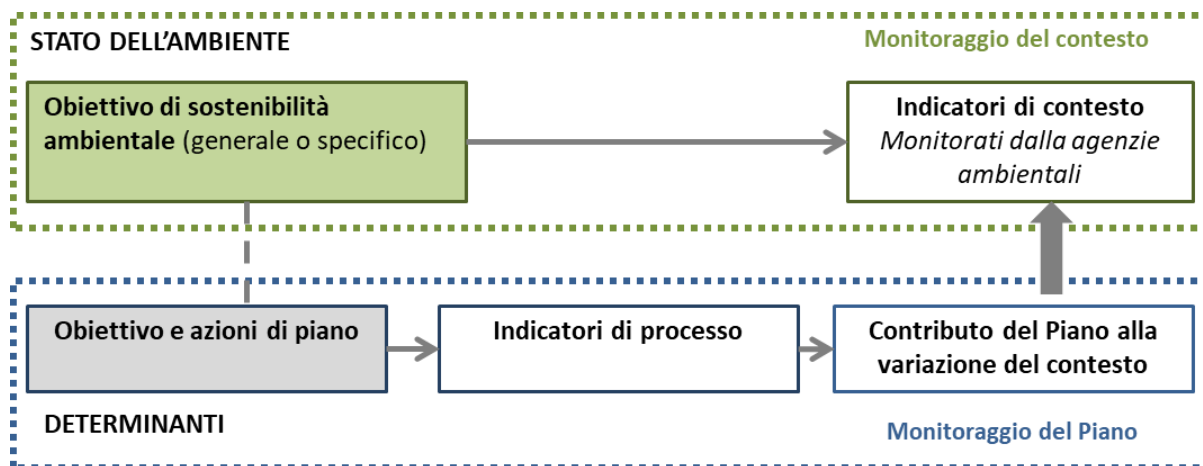 STATO DELL'AMBIENTE
Monitoraggio del contesto
Obiettivo di sostenibilità
ambientale (generale o specifico)
Indicatori di contesto
Monitorati dalla agenzie
ambientali
Obiettivo e azioni di piano
Indicatori di processo
Contributo del Piano alla
variazione del contesto
DETERMINANTI
Monitoraggio del Piano